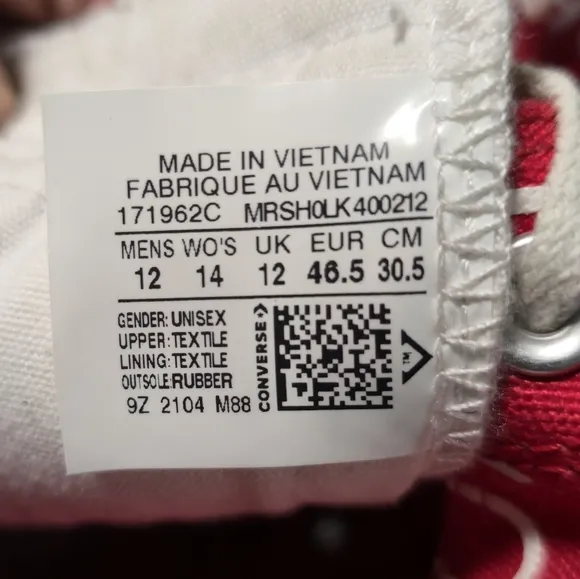 MADE IN VIETNAM
FABRIQUE AU VIETNAM
171962C MRSH0LK400212
MENS WO'S UK EUR CM
12 14 12 46.5 30.5
GENDER: UNISEX
UPPER: TEXTILE
LINING: TEXTILE
OUTSOLE:RUBBER
9Z 2104 M88
CONVERSE
TM